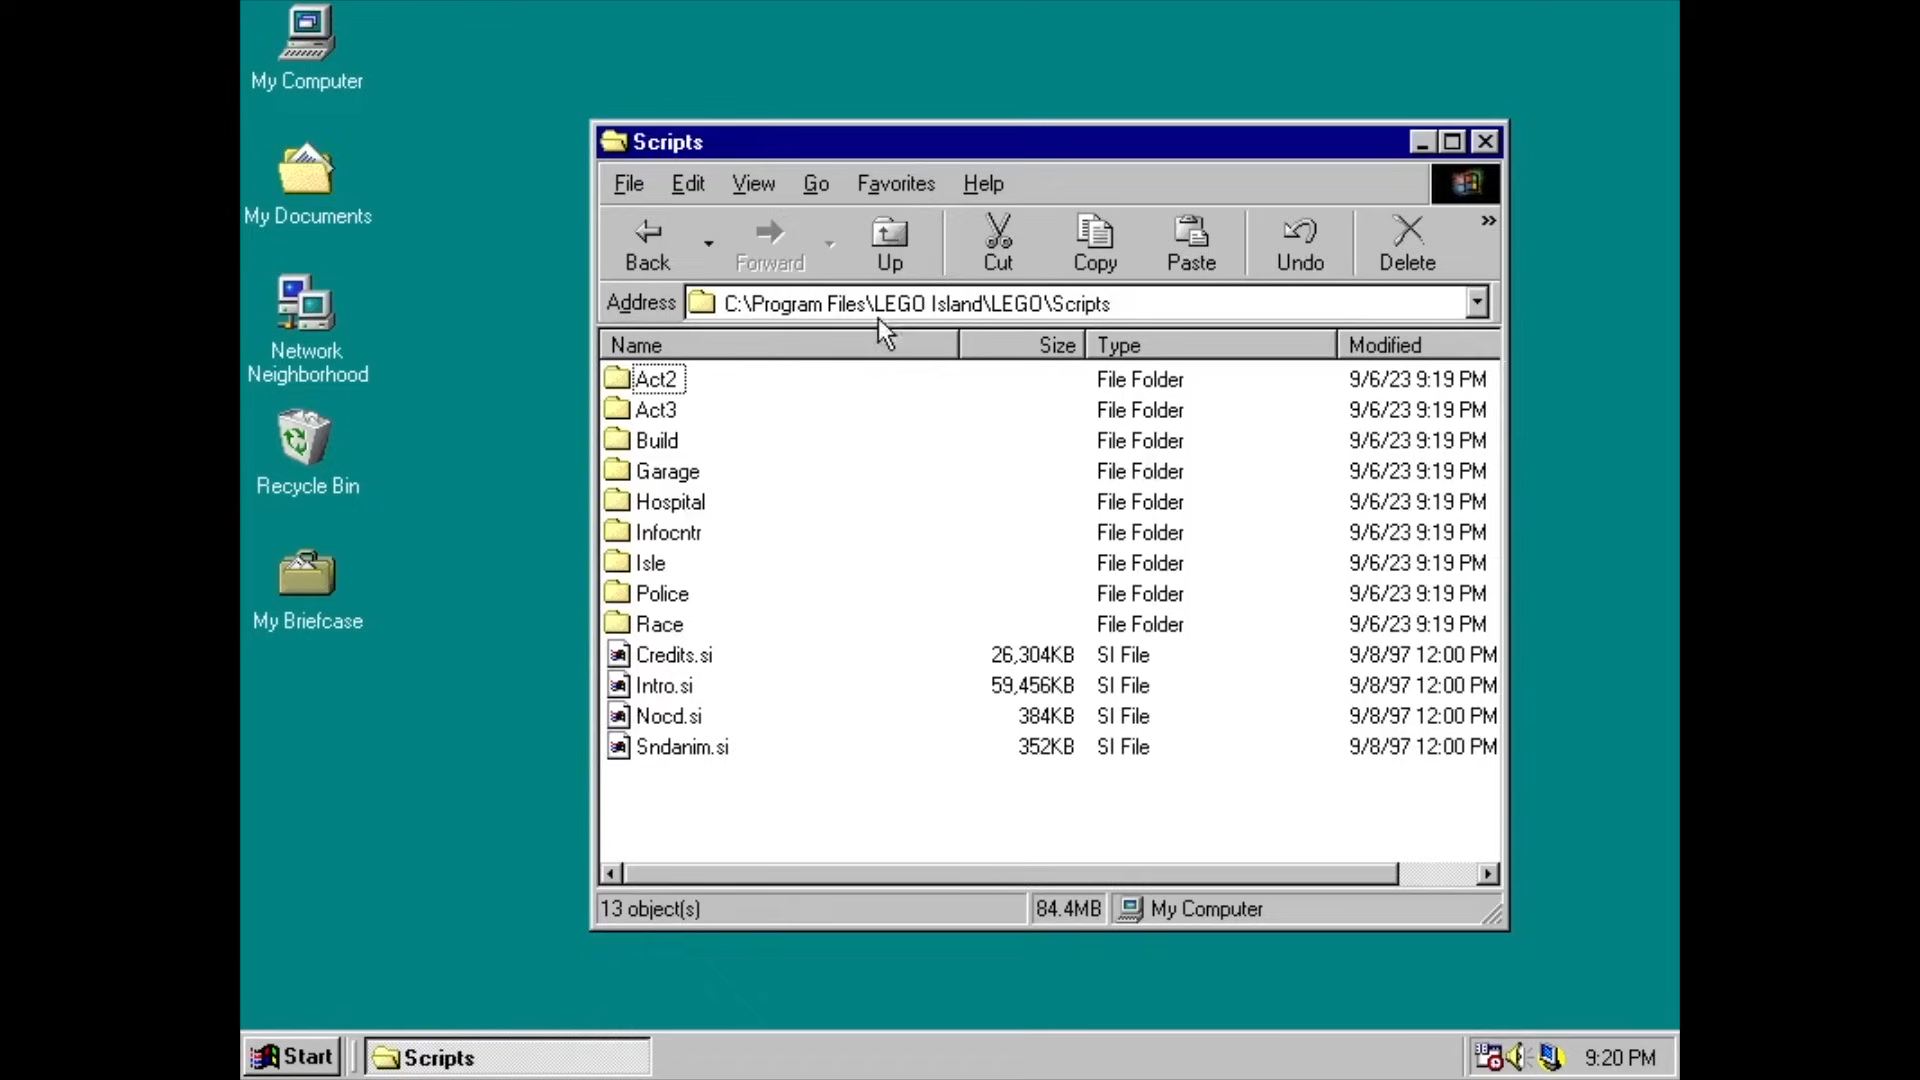 My Computer
My Documents
Network
Neighborhood
Recycle Bin
My Briefcase
Scripts
File Edit View Go Favorites Help
Back Forward Up Cut Copy Paste Undo Delete »
Address C:\Program Files\LEGO Island\LEGO\Scripts
Name Size Type Modified
Act2 File Folder 9/6/23 9:19 PM
Act3 File Folder 9/6/23 9:19 PM
Build File Folder 9/6/23 9:19 PM
Garage File Folder 9/6/23 9:19 PM
Hospital File Folder 9/6/23 9:19 PM
Infocntr File Folder 9/6/23 9:19 PM
Isle File Folder 9/6/23 9:19 PM
Police File Folder 9/6/23 9:19 PM
Race File Folder 9/6/23 9:19 PM
Credits.si 26,304KB SI File 9/8/97 12:00 PM
Intro.si 59,456KB SI File 9/8/97 12:00 PM
Nocd.si 384KB SI File 9/8/97 12:00 PM
Sndanim.si 352KB SI File 9/8/97 12:00 PM
13 object(s) 84.4MB My Computer
Start Scripts 9:20 PM